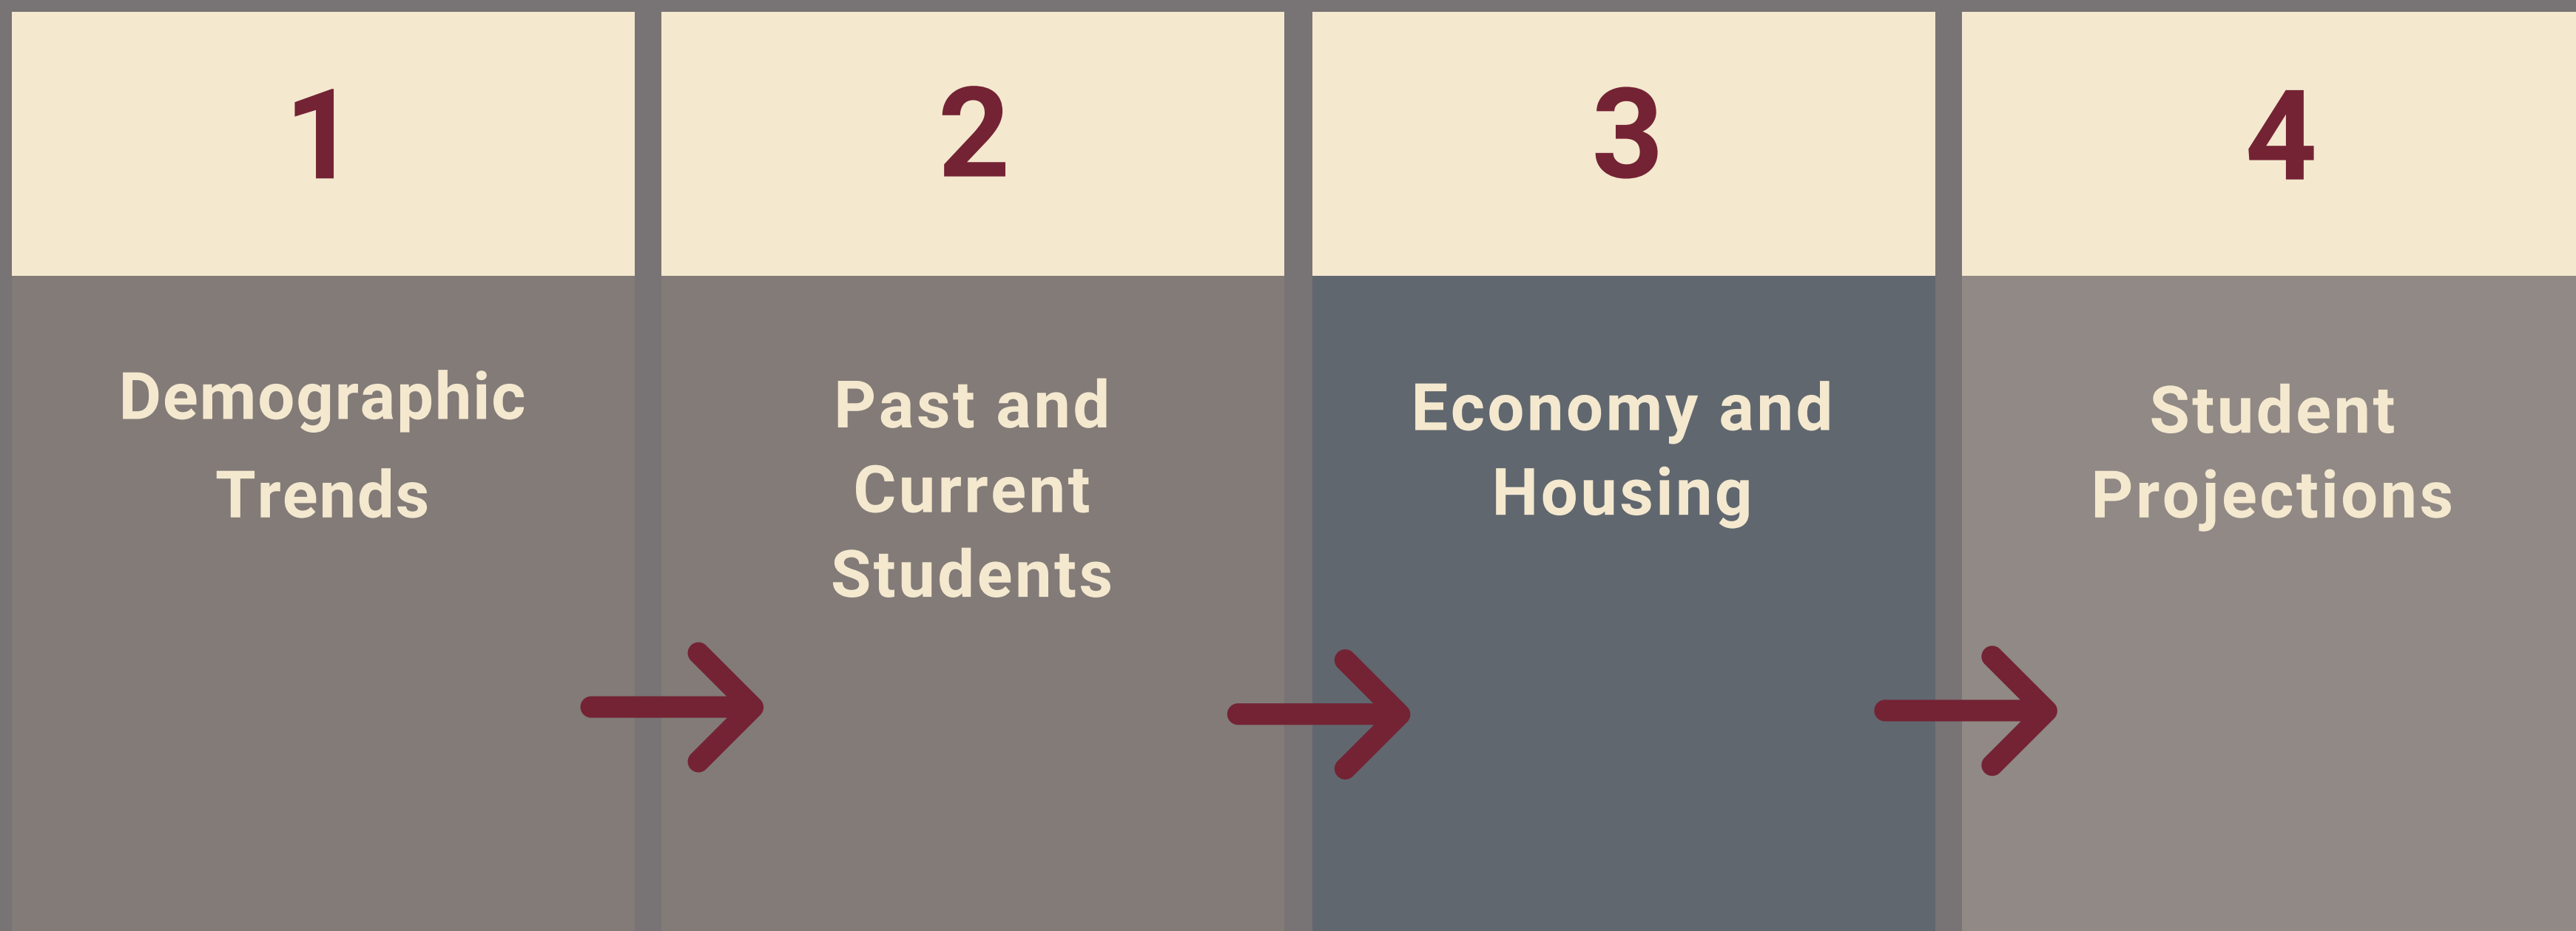 1
Demographic
Trends
2
Past and
Current
Students
3
Economy and
Housing
4
Student
Projections